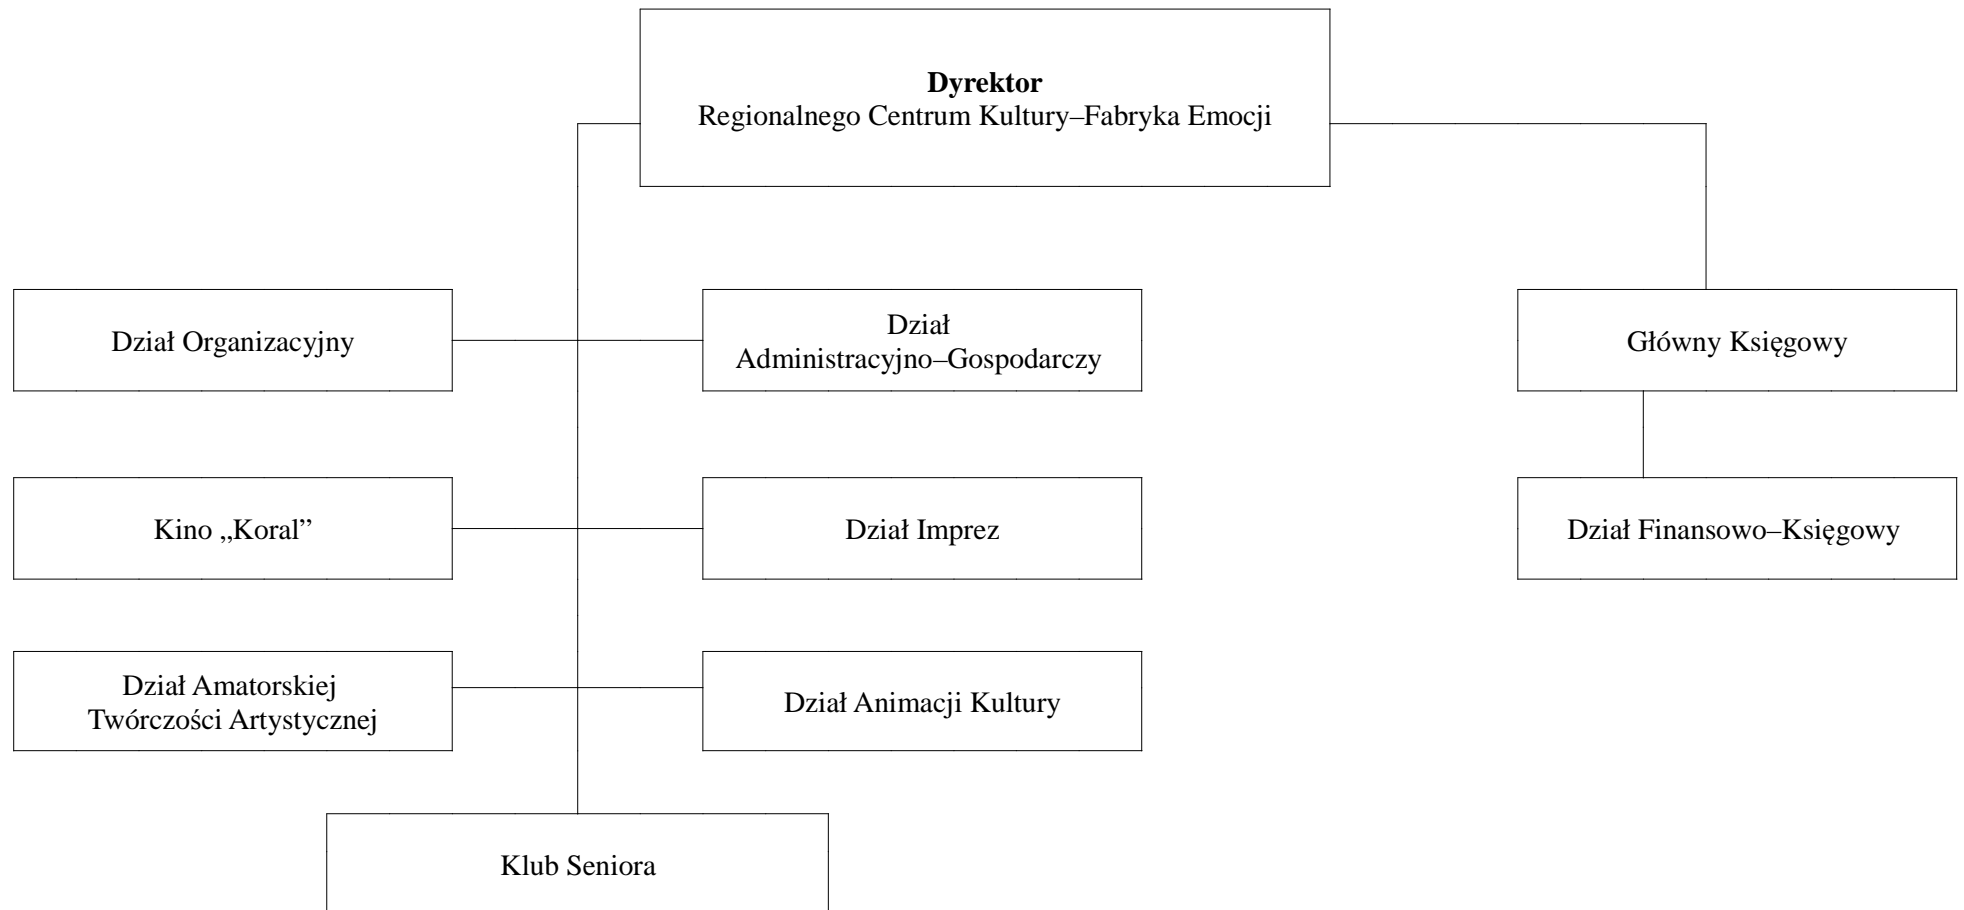 Dyrektor
Regionalnego Centrum Kultury–Fabryka Emocji
Dział Organizacyjny
Dział
Administracyjno–Gospodarczy
Główny Księgowy
Kino „Koral”
Dział Imprez
Dział Finansowo–Księgowy
Dział Amatorskiej
Twórczości Artystycznej
Dział Animacji Kultury
Klub Seniora